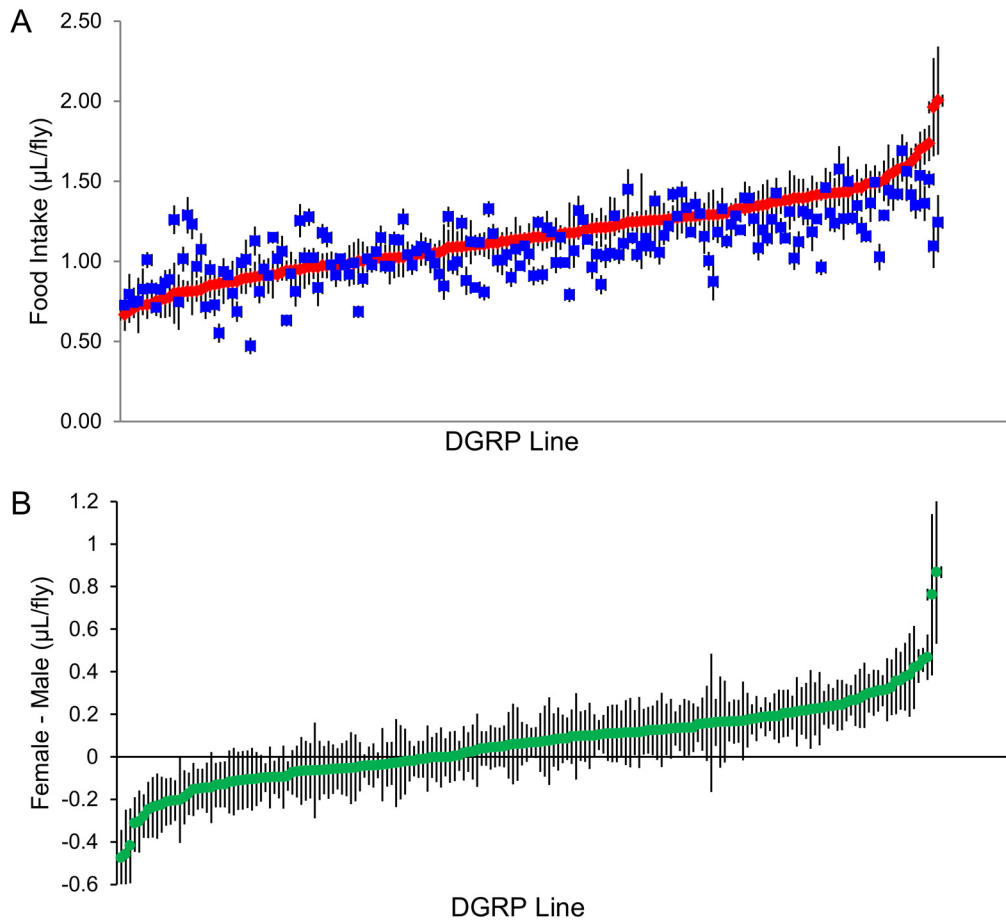 A
2.50
2.00
1.50
1.00
0.50
0.00
Food Intake (µL/fly)
DGRP Line
B
1.2
1
0.8
0.6
0.4
0.2
0
-0.2
-0.4
-0.6
Female - Male (µL/fly)
DGRP Line